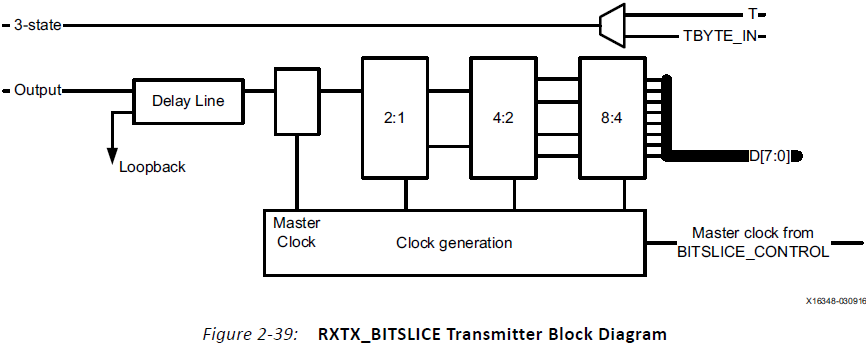 3-state
T
TBYTE_IN
Output
Delay Line
2:1
4:2
8:4
Loopback
D[7:0]
Master
Clock
Clock generation
Master clock from
BITSLICE_CONTROL
X16348-030916
Figure 2-39: RXTX_BITSLICE Transmitter Block Diagram